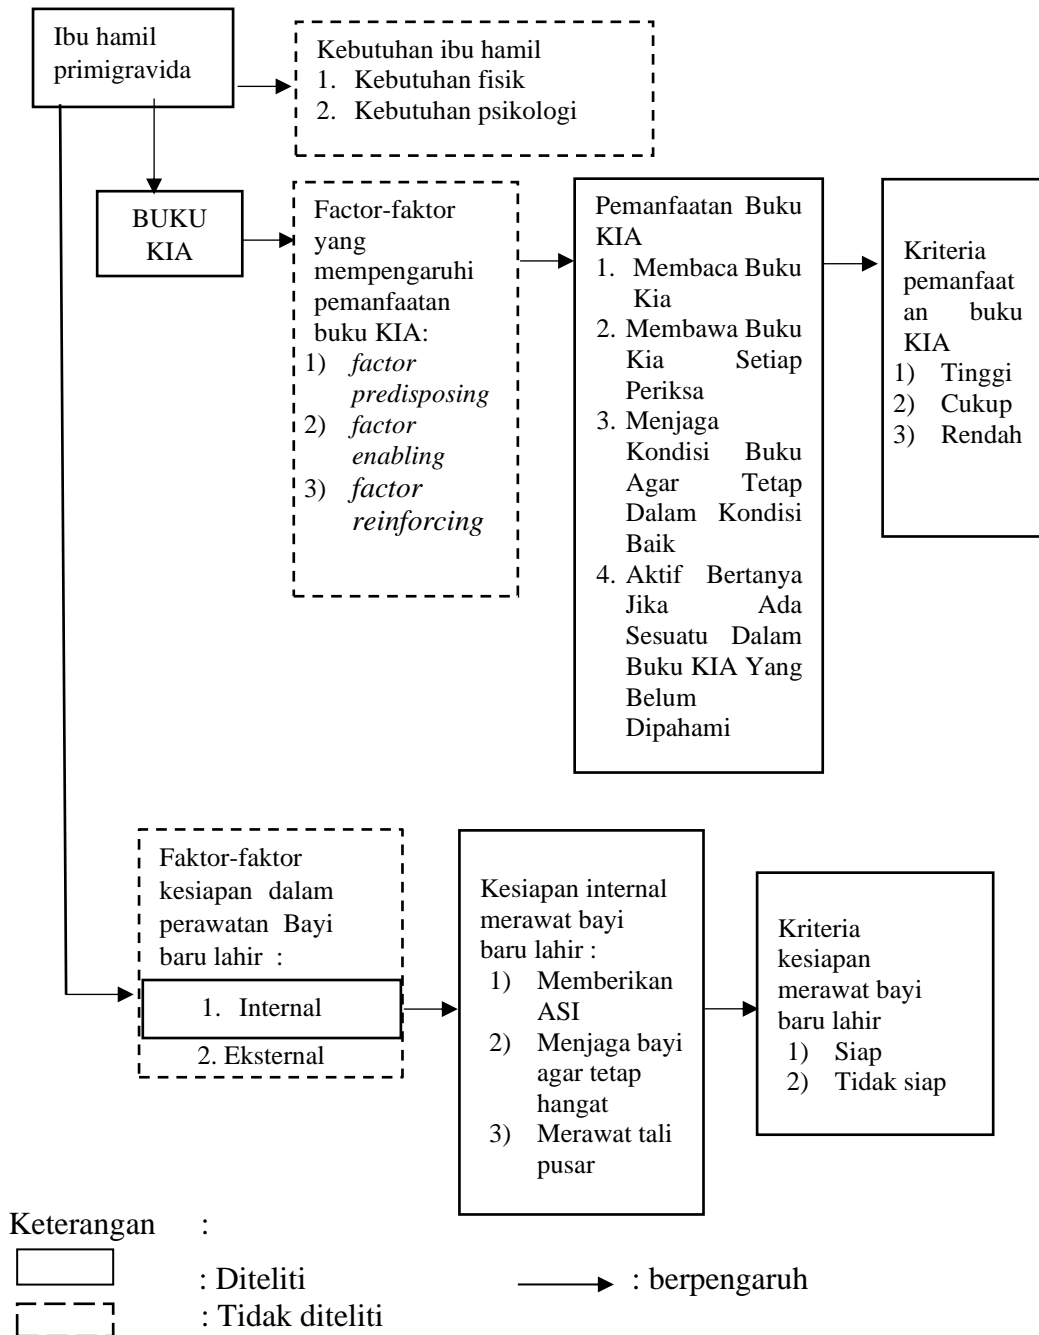 Ibu hamil
primigravida
Kebutuhan ibu hamil
1. Kebutuhan fisik
2. Kebutuhan psikologi
BUKU
KIA
Factor-faktor
yang
mempengaruhi
pemanfaatan
buku KIA:
1) factor
predisposing
2) factor
enabling
3) factor
reinforcing
Pemanfaatan Buku
KIA
1. Membaca Buku
Kia
2. Membawa Buku
Kia Setiap
Periksa
3. Menjaga
Kondisi Buku
Agar Tetap
Dalam Kondisi
Baik
4. Aktif Bertanya
Jika Ada
Sesuatu Dalam
Buku KIA Yang
Belum
Dipahami
Kriteria
pemanfaat
an buku
KIA
1) Tinggi
2) Cukup
3) Rendah
Faktor-faktor
kesiapan dalam
perawatan Bayi
baru lahir :
1. Internal
2. Eksternal
Kesiapan internal
merawat bayi
baru lahir :
1) Memberikan
ASI
2) Menjaga bayi
agar tetap
hangat
3) Merawat tali
pusar
Kriteria
kesiapan
merawat bayi
baru lahir
1) Siap
2) Tidak siap
Keterangan :
: Diteliti
: berpengaruh
: Tidak diteliti